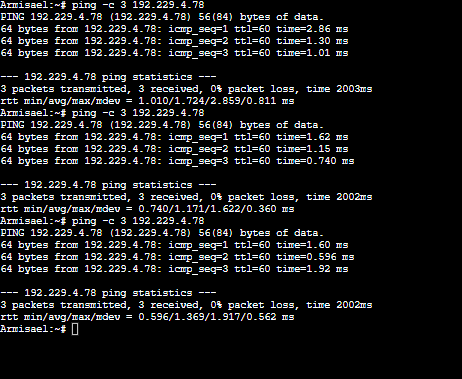 Armisael:~# ping -c 3 192.229.4.78
PING 192.229.4.78 (192.229.4.78) 56(84) bytes of data.
64 bytes from 192.229.4.78: icmp_seq=1 ttl=60 time=2.86 ms
64 bytes from 192.229.4.78: icmp_seq=2 ttl=60 time=1.30 ms
64 bytes from 192.229.4.78: icmp_seq=3 ttl=60 time=1.01 ms
--- 192.229.4.78 ping statistics ---
3 packets transmitted, 3 received, 0% packet loss, time 2003ms
rtt min/avg/max/mdev = 1.010/1.724/2.859/0.811 ms
Armisael:~# ping -c 3 192.229.4.78
PING 192.229.4.78 (192.229.4.78) 56(84) bytes of data.
64 bytes from 192.229.4.78: icmp_seq=1 ttl=60 time=1.62 ms
64 bytes from 192.229.4.78: icmp_seq=2 ttl=60 time=1.15 ms
64 bytes from 192.229.4.78: icmp_seq=3 ttl=60 time=0.740 ms
--- 192.229.4.78 ping statistics ---
3 packets transmitted, 3 received, 0% packet loss, time 2002ms
rtt min/avg/max/mdev = 0.740/1.171/1.622/0.360 ms
Armisael:~# ping -c 3 192.229.4.78
PING 192.229.4.78 (192.229.4.78) 56(84) bytes of data.
64 bytes from 192.229.4.78: icmp_seq=1 ttl=60 time=1.60 ms
64 bytes from 192.229.4.78: icmp_seq=2 ttl=60 time=0.596 ms
64 bytes from 192.229.4.78: icmp_seq=3 ttl=60 time=1.92 ms
--- 192.229.4.78 ping statistics ---
3 packets transmitted, 3 received, 0% packet loss, time 2002ms
rtt min/avg/max/mdev = 0.596/1.369/1.917/0.562 ms
Armisael:~#